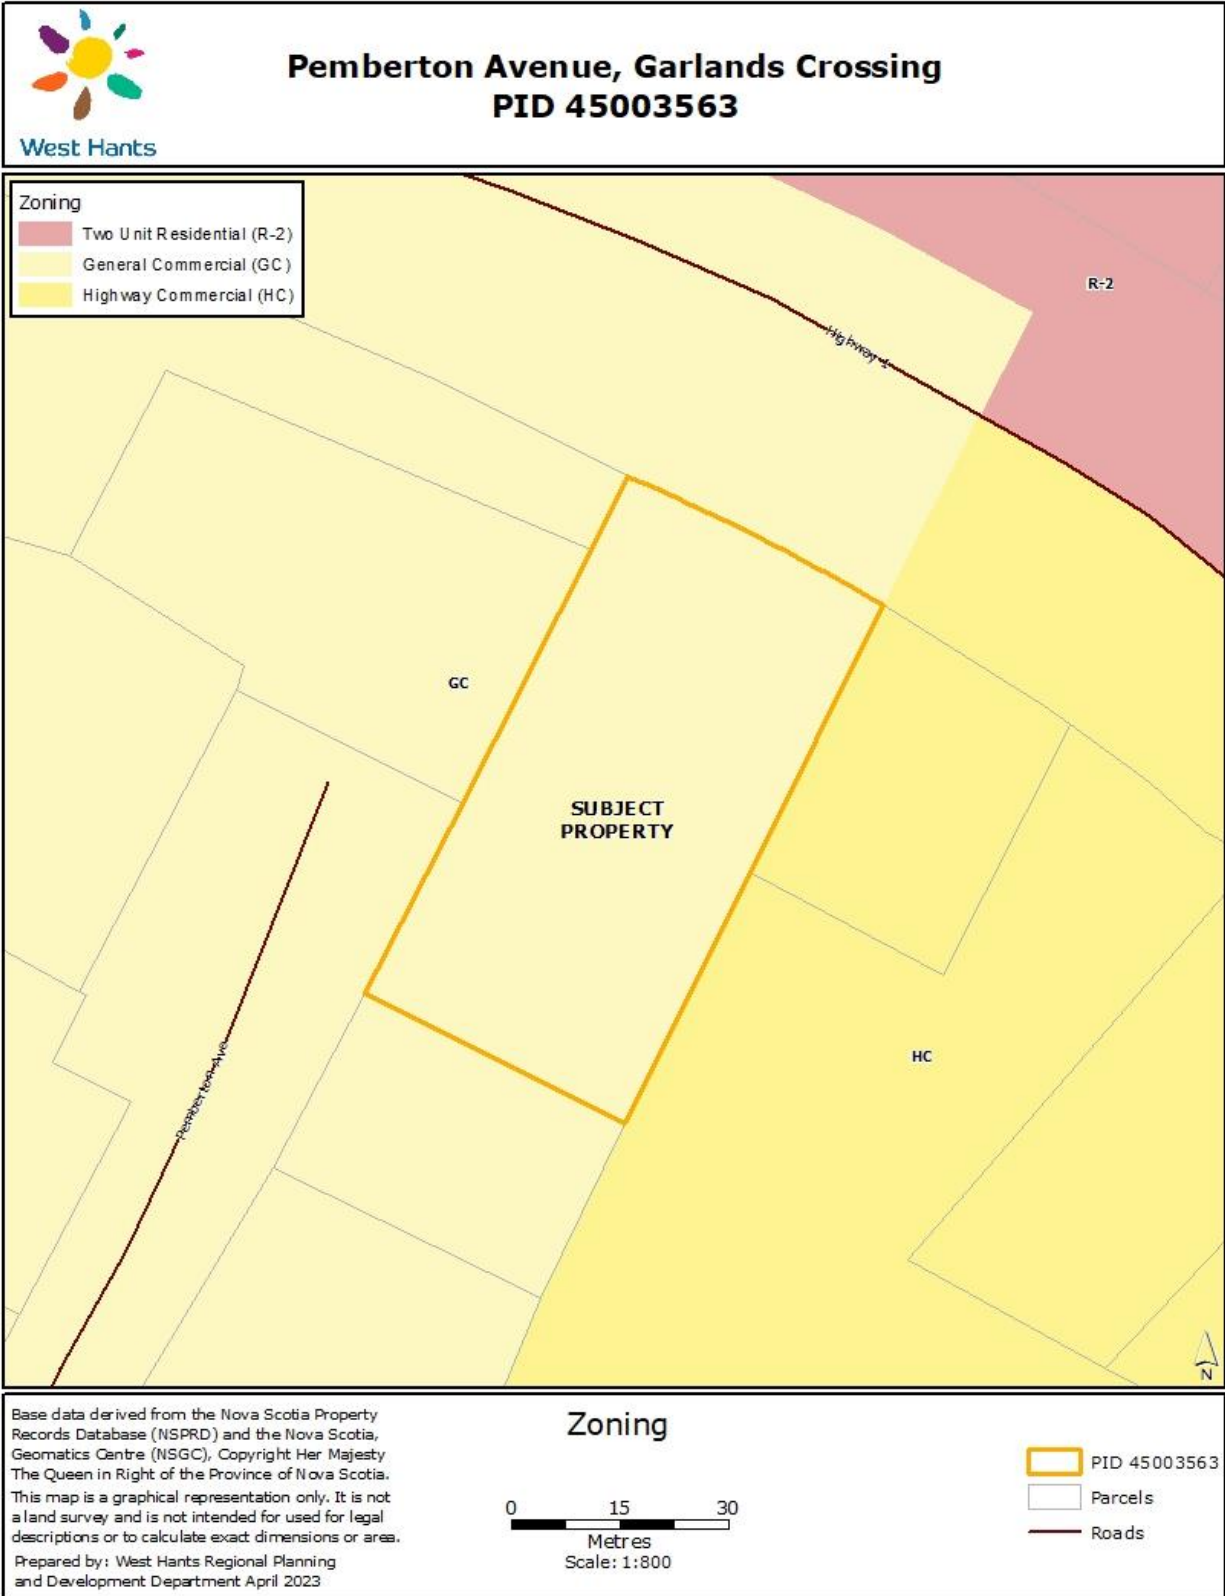 West Hants
Pemberton Avenue, Garlands Crossing
PID 45003563
Zoning
Two Unit Residential (R-2)
General Commercial (GC)
Highway Commercial (HC)
R-2
Highway 1
GC
SUBJECT
PROPERTY
HC
Pemberton Ave
N
Base data derived from the Nova Scotia Property
Records Database (NSPRD) and the Nova Scotia,
Geomatics Centre (NSGC), Copyright Her Majesty
The Queen in Right of the Province of Nova Scotia.
This map is a graphical representation only. It is not
a land survey and is not intended for used for legal
descriptions or to calculate exact dimensions or area.
Prepared by: West Hants Regional Planning
and Development Department April 2023
Zoning
0 15 30
Metres
Scale: 1:800
PID 45003563
Parcels
Roads